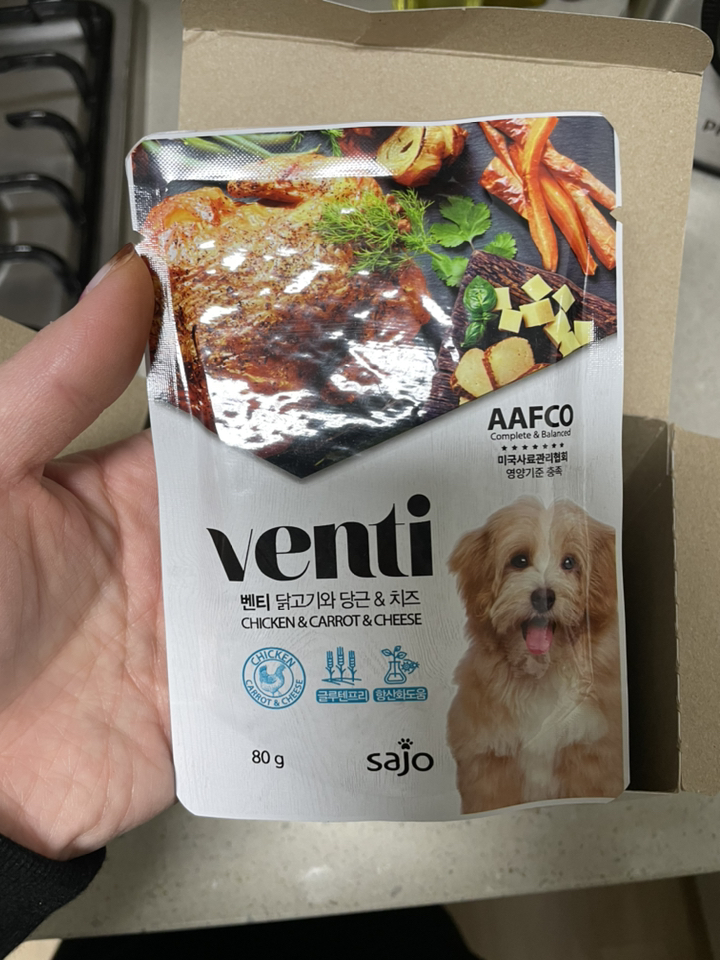 AAFCO
Complete & Balanced
미국사료관리협회
영양기준 충족
venti
벤티 닭고기와 당근 & 치즈
CHICKEN & CARROT & CHEESE
CHICKEN
CARROT & CHEESE
글루텐프리
항산화도움
80 g
sajo